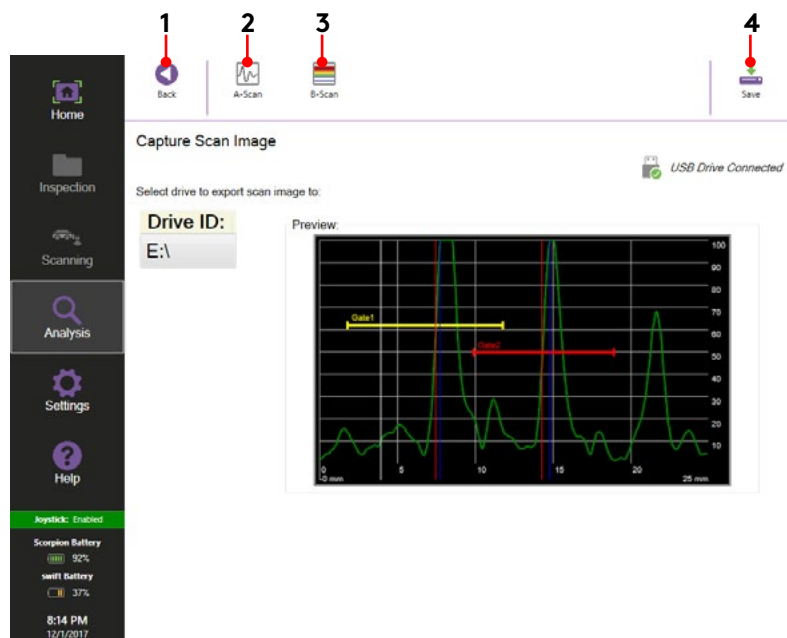 1
2
3
4
Back
A-Scan
B-Scan
Save
Home
Inspection
Scanning
Analysis
Settings
Help
Joystick: Enabled
Scorpion Battery
92%
swift Battery
37%
8:14 PM
12/1/2017
Capture Scan Image
USB Drive Connected
Select drive to export scan image to:
Drive ID:
E:\
Preview:
Gate1
Gate2
100
90
80
70
60
50
40
30
20
10
0
5
10
15
20
-0 mm
25 mm